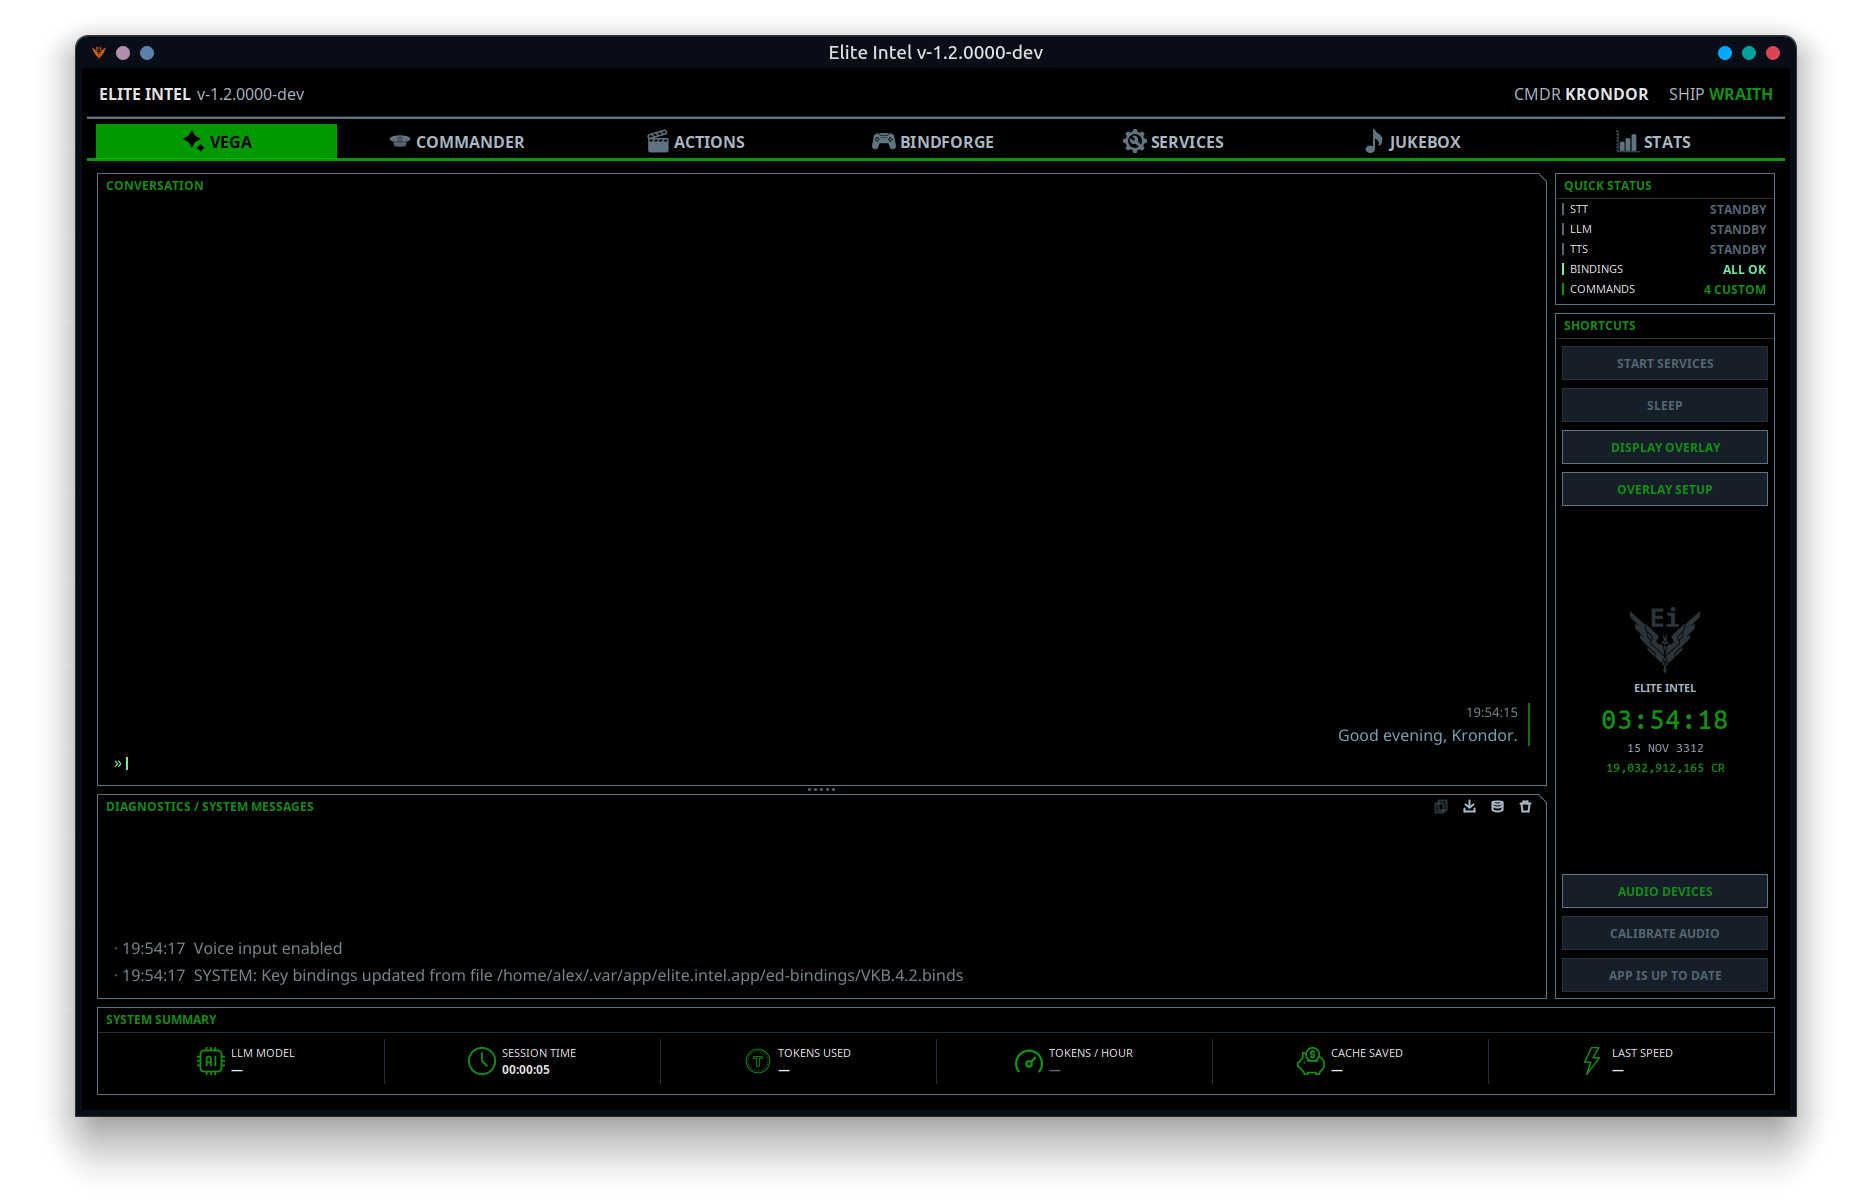 Elite Intel v-1.2.0000-dev
ELITE INTEL v-1.2.0000-dev
CMDR KRONDOR SHIP WRAITH
VEGA
COMMANDER
ACTIONS
BINDFORGE
SERVICES
JUKEBOX
STATS
CONVERSATION
19:54:15
Good evening, Krondor.
»
DIAGNOSTICS / SYSTEM MESSAGES
· 19:54:17 Voice input enabled
· 19:54:17 SYSTEM: Key bindings updated from file /home/alex/.var/app/elite.intel.app/ed-bindings/VKB.4.2.binds
QUICK STATUS
STT STANDBY
LLM STANDBY
TTS STANDBY
BINDINGS ALL OK
COMMANDS 4 CUSTOM
SHORTCUTS
START SERVICES
SLEEP
DISPLAY OVERLAY
OVERLAY SETUP
Ei
ELITE INTEL
03:54:18
15 NOV 3312
19,032,912,165 CR
AUDIO DEVICES
CALIBRATE AUDIO
APP IS UP TO DATE
SYSTEM SUMMARY
AI
LLM MODEL
—
SESSION TIME
00:00:05
T
TOKENS USED
—
TOKENS / HOUR
—
S
CACHE SAVED
—
LAST SPEED
—